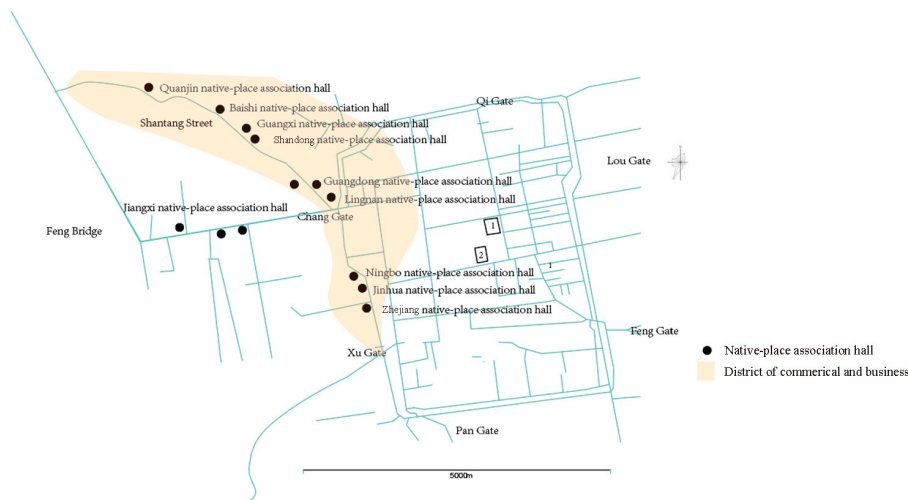 Quanjin native-place association hall
Qi Gate
Baishi native-place association hall
Shantang Street
Guangxi native-place association hall
Shandong native-place association hall
Lou Gate
Guangdong native-place association hall
Lingnan native-place association hall
Jiangxi native-place association hall
Chang Gate
Feng Bridge
1
2
1
Ningbo native-place association hall
Jinhua native-place association hall
Zhejiang native-place association hall
Feng Gate
Xu Gate
Native-place association hall
District of commerical and business
Pan Gate
5000m